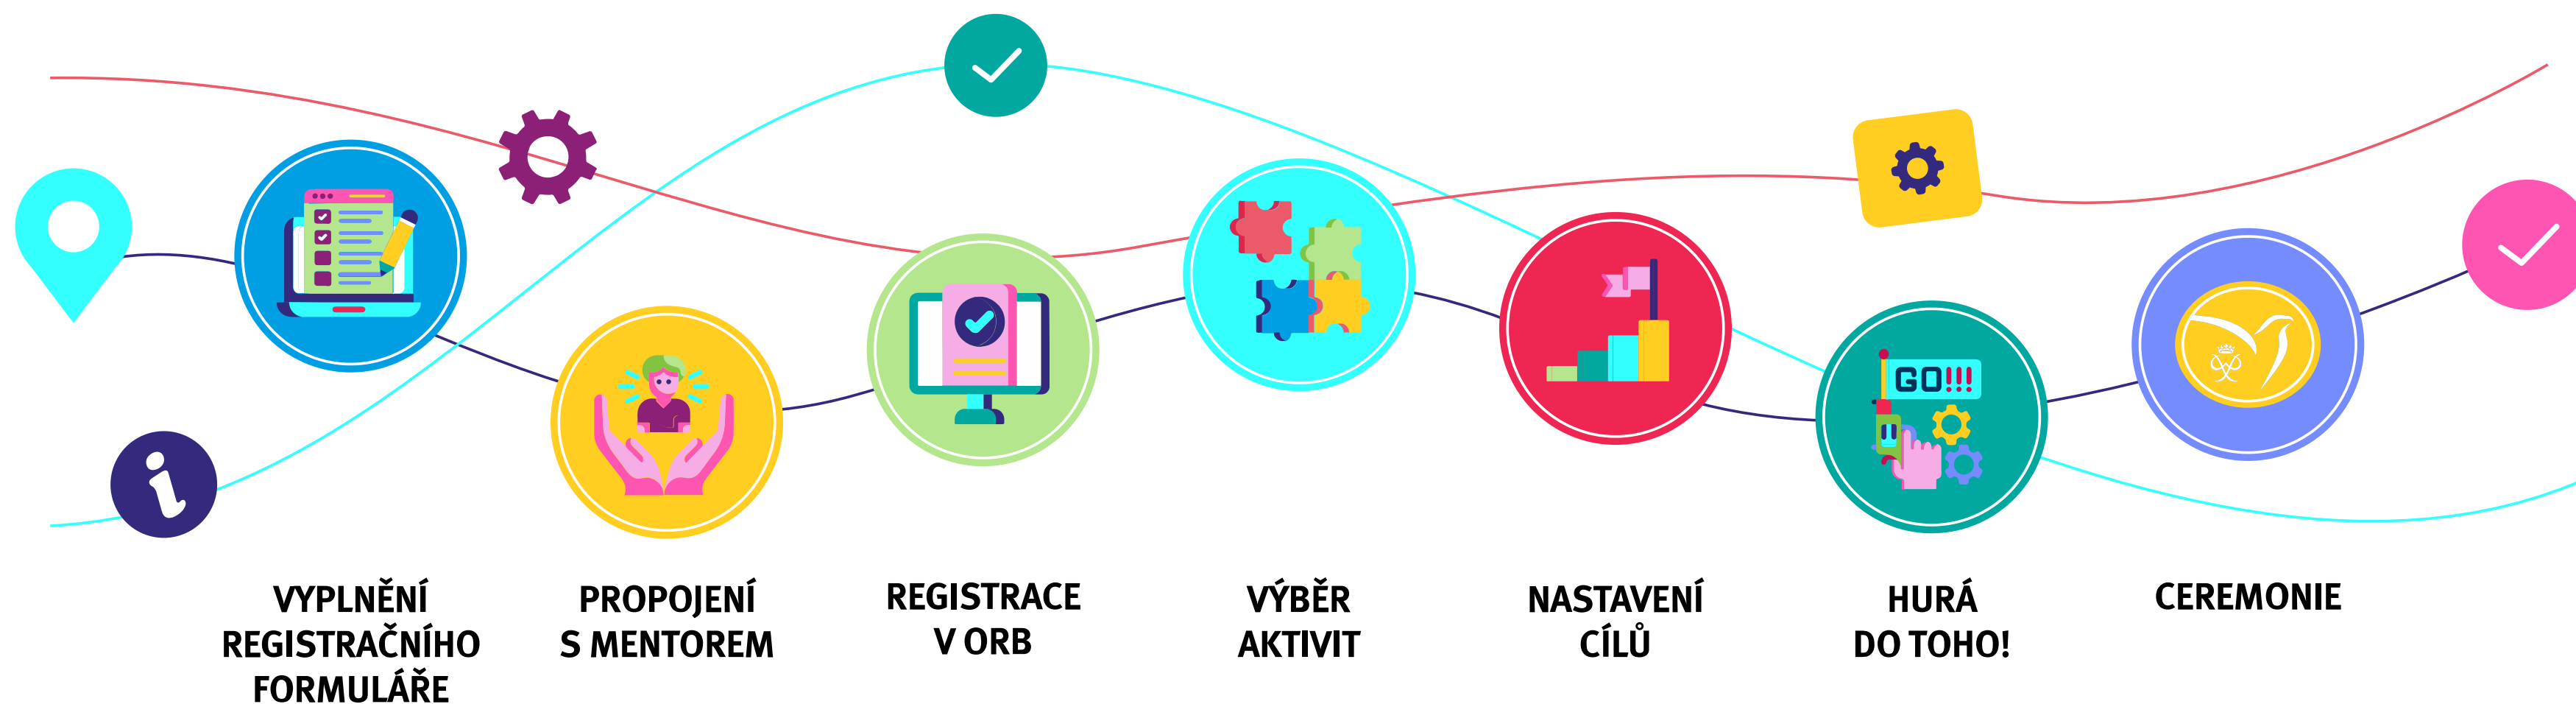 VYPLNĚNÍ
REGISTRAČNÍHO
FORMULÁŘE
PROPOJENÍ
S MENTOREM
REGISTRACE
V ORB
VÝBĚR
AKTIVIT
NASTAVENÍ
CÍLŮ
GO!!!
HURÁ
DO TOHO!
CEREMONIE
i